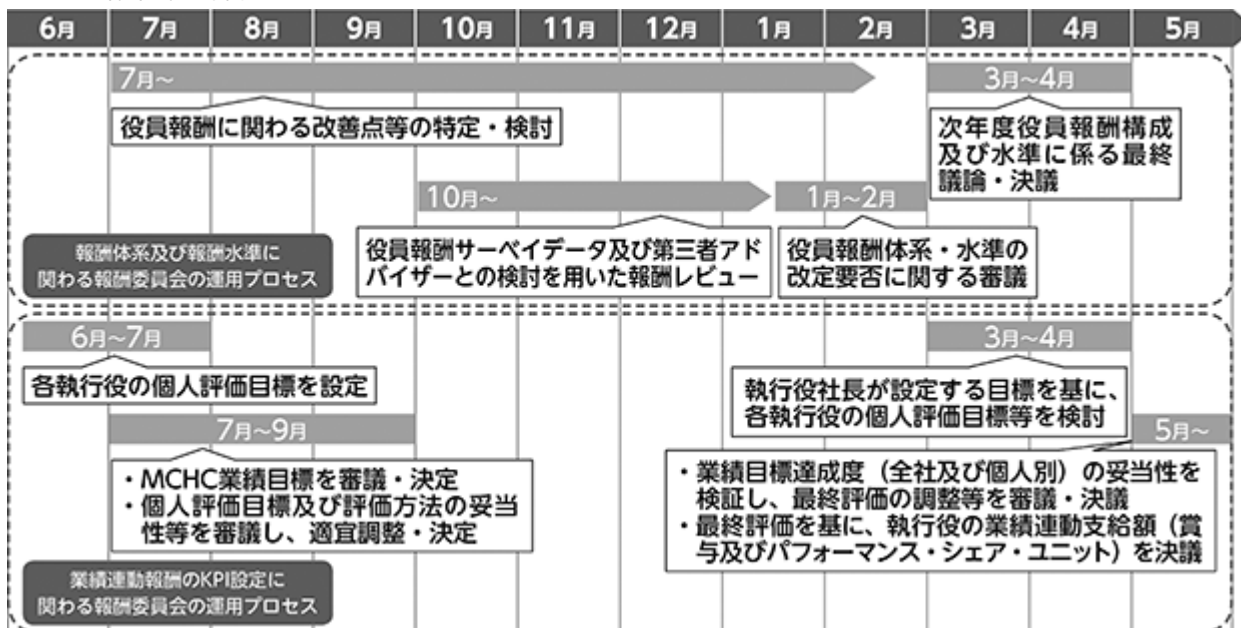 6月 7月 8月 9月 10月 11月 12月 1月 2月 3月 4月 5月
7月～
役員報酬に関わる改善点等の特定・検討
3月～4月
次年度役員報酬構成
及び水準に係る最終
議論・決議
10月～
役員報酬サーベイデータ及び第三者アド
バイザーとの検討を用いた報酬レビュー
1月～2月
役員報酬体系・水準の
改定要否に関する審議
報酬体系及び報酬水準に
関わる報酬委員会の運用プロセス
6月～7月
各執行役の個人評価目標を設定
3月～4月
執行役社長が設定する目標を基に、
各執行役の個人評価目標等を検討
7月～9月
・MCHC業績目標を審議・決定
・個人評価目標及び評価方法の妥当
性等を審議し、適宜調整・決定
5月～
・業績目標達成度（全社及び個人別）の妥当性を
検証し、最終評価の調整等を審議・決議
・最終評価を基に、執行役の業績連動支給額（賞
与及びパフォーマンス・シェア・ユニット）を決議
業績連動報酬のKPI設定に
関わる報酬委員会の運用プロセス